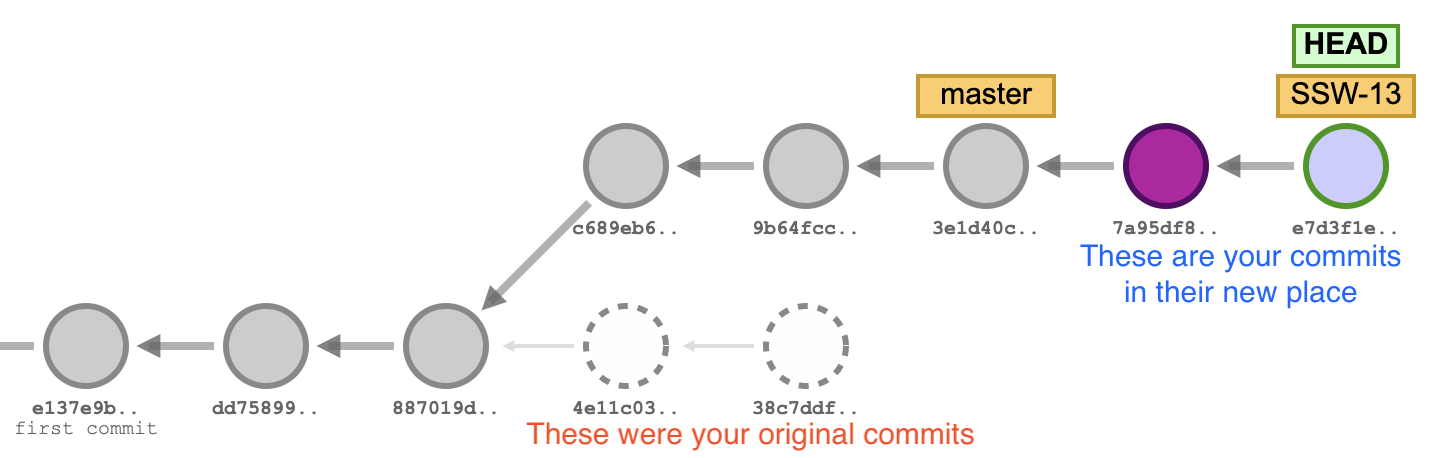 HEAD
master
SSW-13
c689eb6..
9b64fcc..
3e1d40c..
7a95df8..
e7d3f1e..
These are your commits
in their new place
e137e9b..
first commit
dd75899..
887019d..
4e11c03..
38c7ddf..
These were your original commits